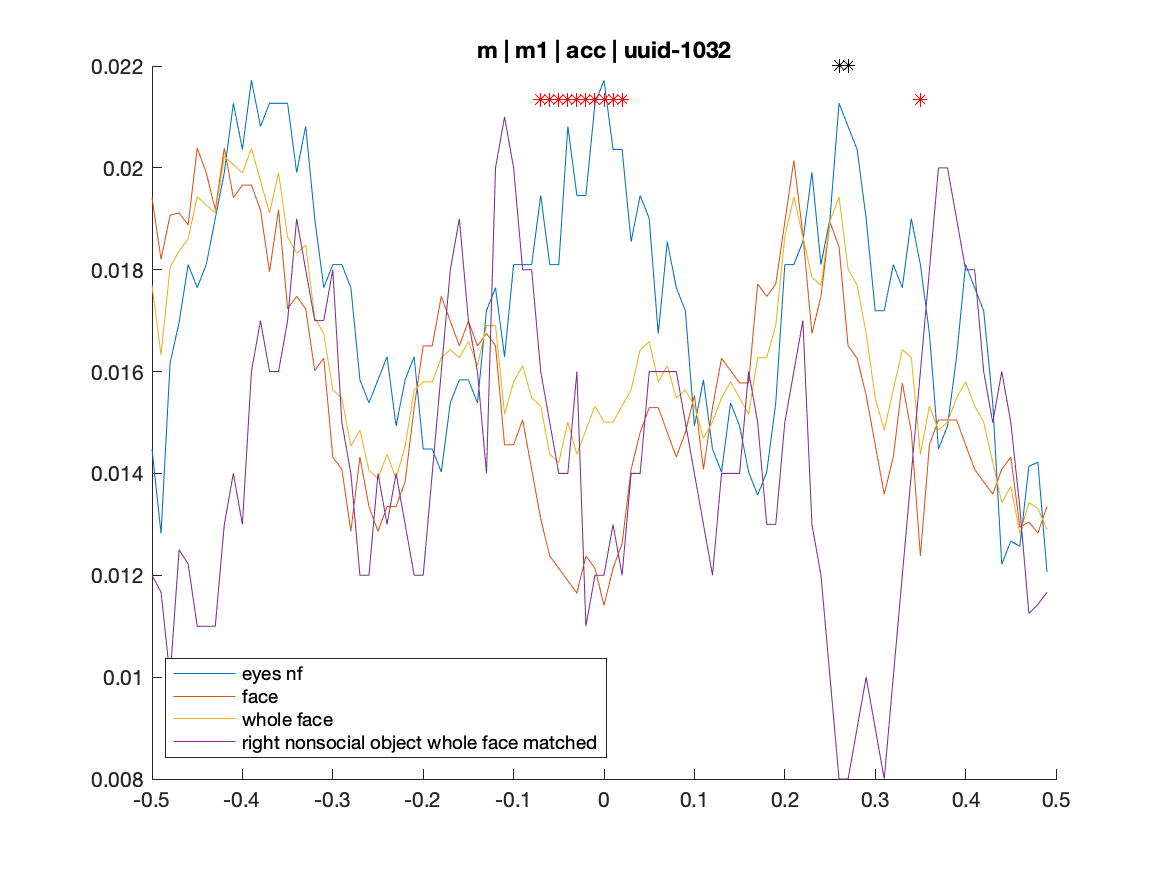 m | m1 | acc | uuid-1032
0.022
0.02
0.018
0.016
0.014
0.012
0.01
0.008
eyes nf
face
whole face
right nonsocial object whole face matched
-0.5 -0.4 -0.3 -0.2 -0.1 0 0.1 0.2 0.3 0.4 0.5